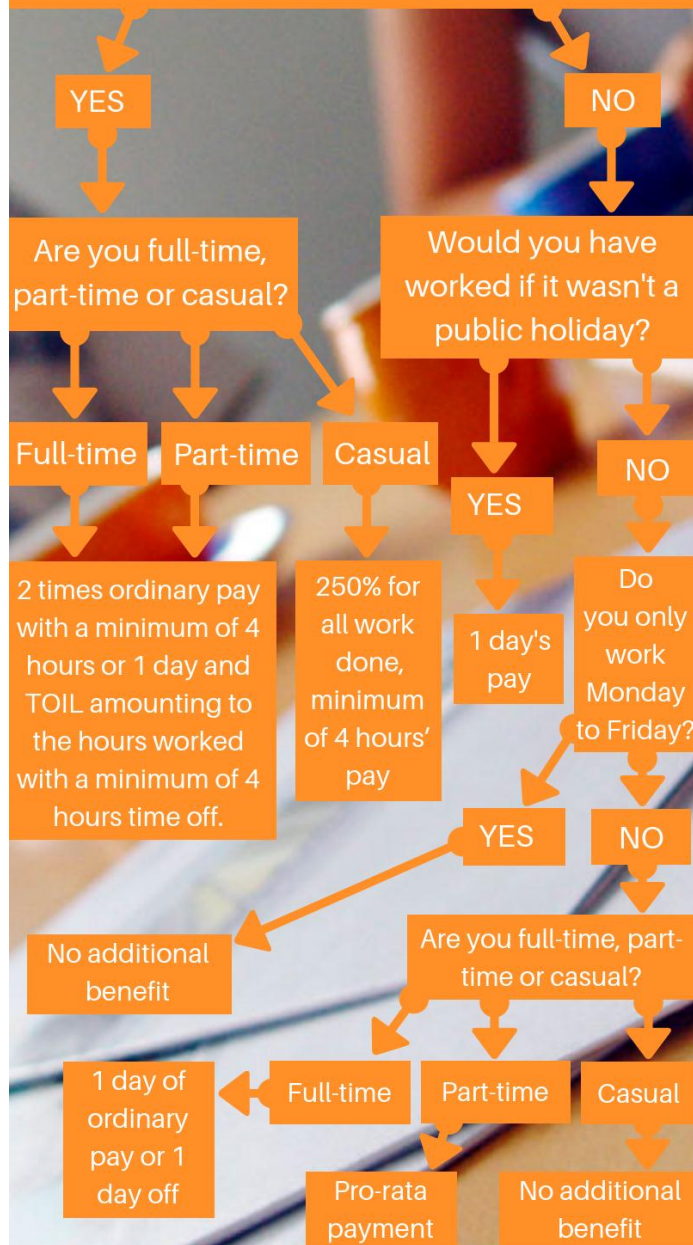 YES
NO
Are you full-time,
part-time or casual?
Would you have
worked if it wasn't a
public holiday?
Full-time
Part-time
Casual
YES
NO
2 times ordinary pay
with a minimum of 4
hours or 1 day and
TOIL amounting to
the hours worked
with a minimum of 4
hours time off.
250% for
all work
done,
minimum
of 4 hours’
pay
1 day's
pay
Do
you only
work
Monday
to Friday?
YES
NO
No additional
benefit
Are you full-time, part-
time or casual?
Full-time
Part-time
Casual
1 day of
ordinary
pay or 1
day off
Pro-rata
payment
No additional
benefit